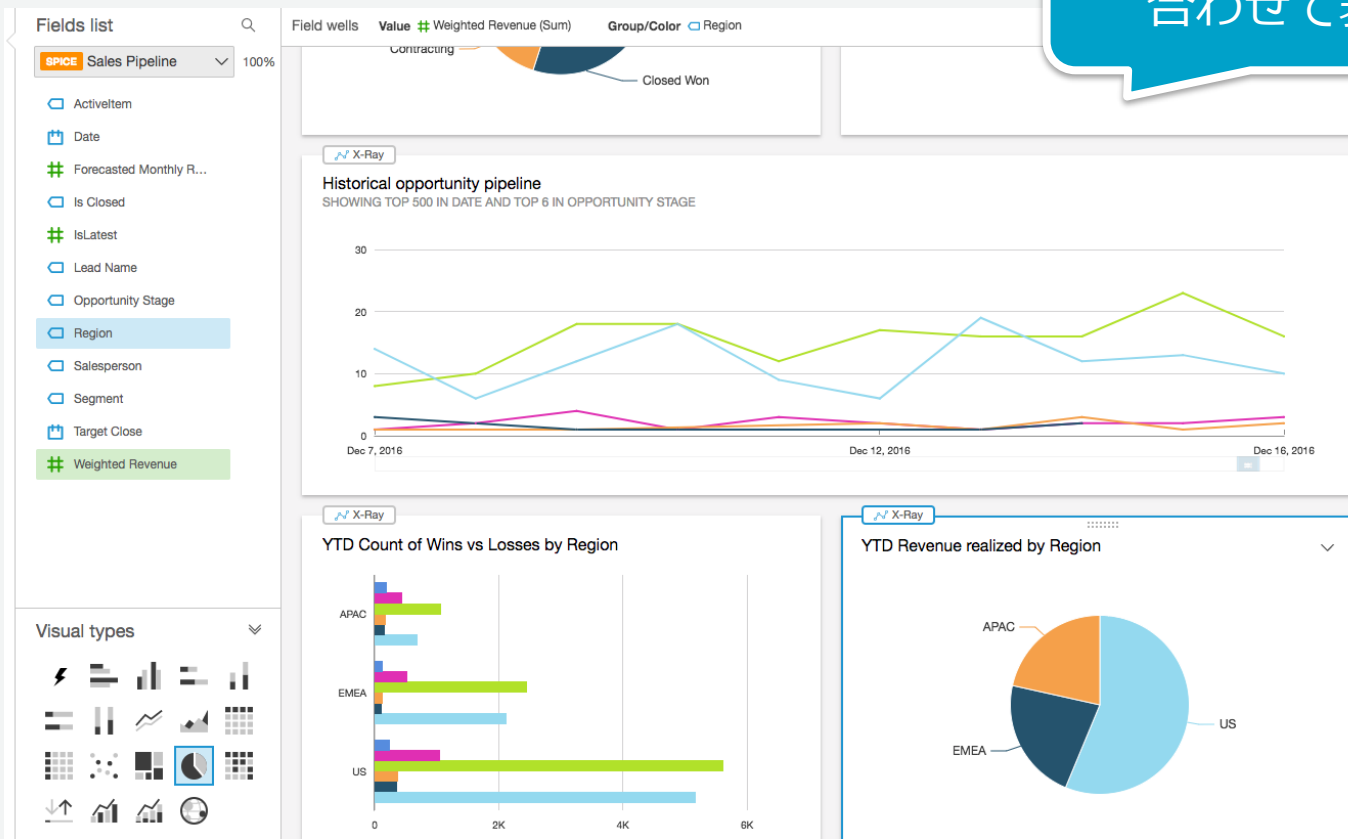 合わせて
Fields list
Field wells Value Weighted Revenue (Sum) Group/Color Region
SPICE Sales Pipeline 100%
ActiveItem
Date
Forecasted Monthly R...
Is Closed
IsLatest
Lead Name
Opportunity Stage
Region
Salesperson
Segment
Target Close
Weighted Revenue
Visual types
Contracting
Closed Won
X-Ray
Historical opportunity pipeline
SHOWING TOP 500 IN DATE AND TOP 6 IN OPPORTUNITY STAGE
30
20
10
0
Dec 7, 2016 Dec 12, 2016 Dec 16, 2016
X-Ray
YTD Count of Wins vs Losses by Region
APAC
EMEA
US
0 2K 4K 6K
X-Ray
YTD Revenue realized by Region
APAC
EMEA
US